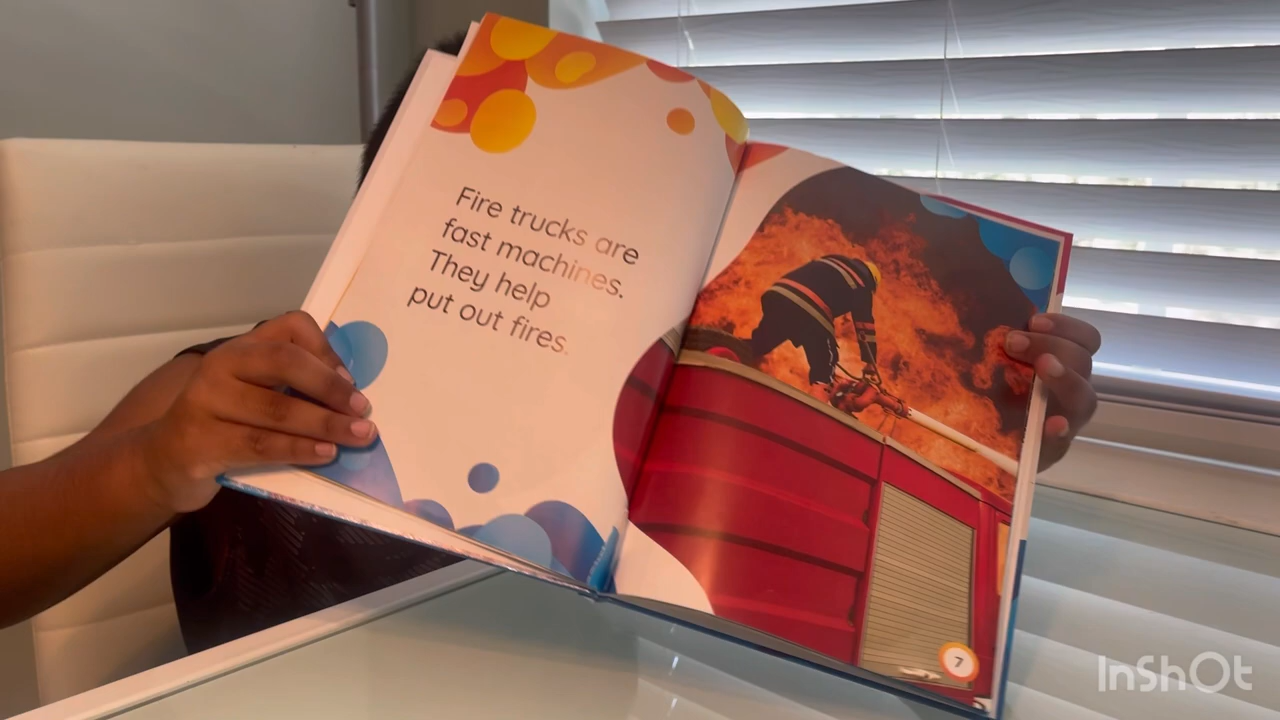 Fire trucks are
fast machines.
They help
put out fires.
7
InShOt